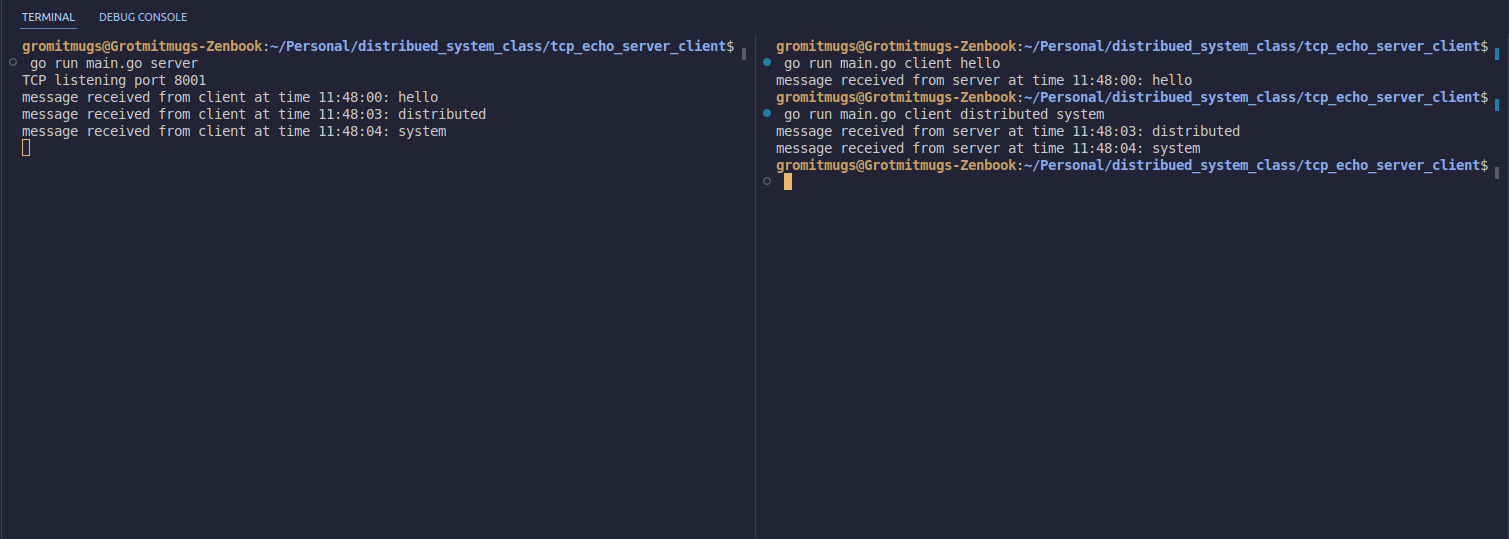 TERMINAL DEBUG CONSOLE
gromitmugs@Grotmitmugs-Zenbook:~/Personal/distribued_system_class/tcp_echo_server_client$
go run main.go server
TCP listening port 8001
message received from client at time 11:48:00: hello
message received from client at time 11:48:03: distributed
message received from client at time 11:48:04: system
gromitmugs@Grotmitmugs-Zenbook:~/Personal/distribued_system_class/tcp_echo_server_client$
go run main.go client hello
message received from server at time 11:48:00: hello
gromitmugs@Grotmitmugs-Zenbook:~/Personal/distribued_system_class/tcp_echo_server_client$
go run main.go client distributed system
message received from server at time 11:48:03: distributed
message received from server at time 11:48:04: system
gromitmugs@Grotmitmugs-Zenbook:~/Personal/distribued_system_class/tcp_echo_server_client$